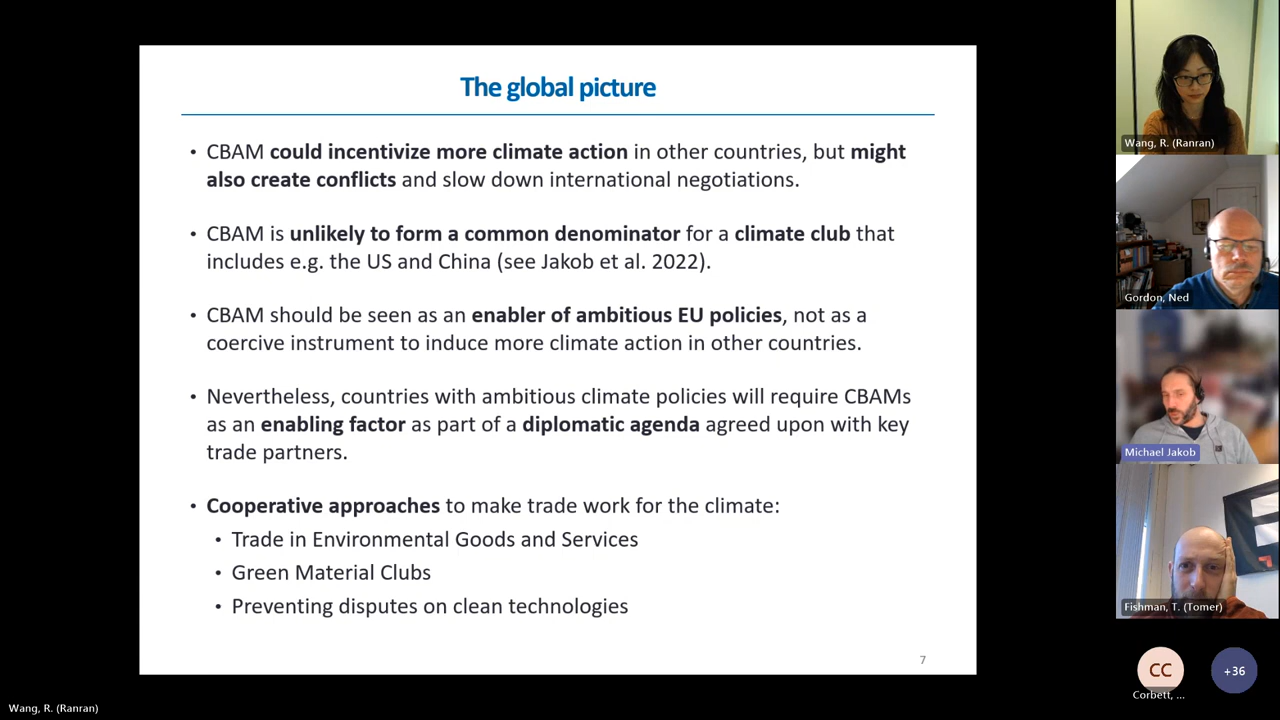 The global picture
• CBAM could incentivize more climate action in other countries, but might
also create conflicts and slow down international negotiations.
• CBAM is unlikely to form a common denominator for a climate club that
includes e.g. the US and China (see Jakob et al. 2022).
• CBAM should be seen as an enabler of ambitious EU policies, not as a
coercive instrument to induce more climate action in other countries.
• Nevertheless, countries with ambitious climate policies will require CBAMs
as an enabling factor as part of a diplomatic agenda agreed upon with key
trade partners.
• Cooperative approaches to make trade work for the climate:
• Trade in Environmental Goods and Services
• Green Material Clubs
• Preventing disputes on clean technologies
7
Wang, R. (Ranran)
Gordon, Ned
Michael Jakob
Fishman, T. (Tomer)
CC
+36
Corbett, ...
Wang, R. (Ranran)